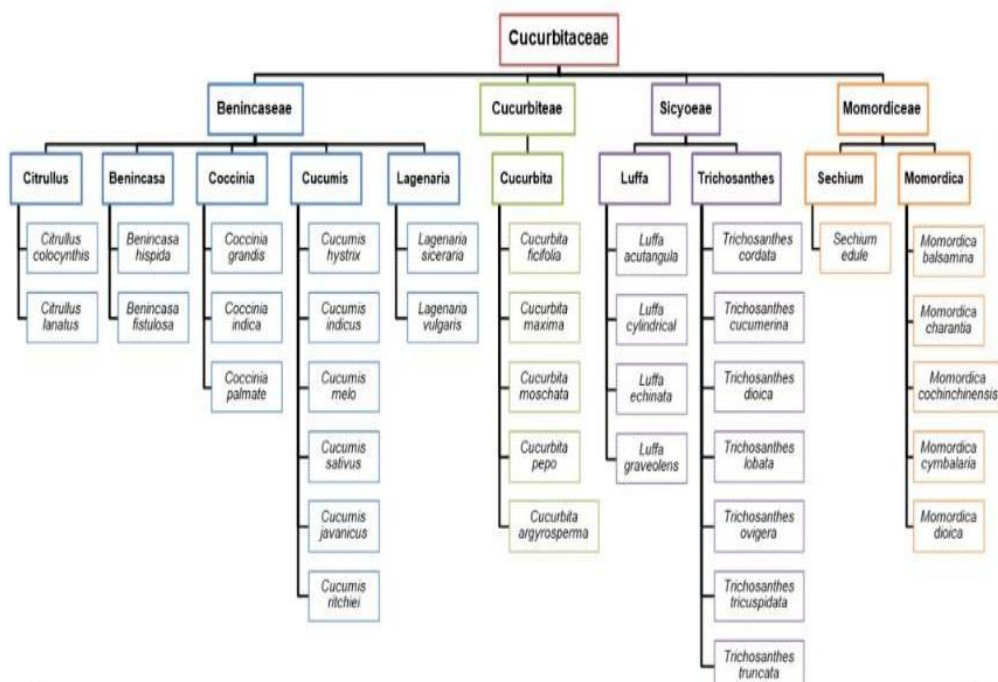 Cucurbitaceae
Benincaseae
Cucurbiteae
Sicyoeae
Momordiceae
Citrullus
Benincasa
Coccinia
Cucumis
Lagenaria
Cucurbita
Luffa
Trichosanthes
Sechium
Momordica
Citrullus
colocynthis
Citrullus
lanatus
Benincasa
hispida
Benincasa
fistulosa
Coccinia
grandis
Coccinia
indica
Coccinia
palmate
Cucumis
hystrix
Cucumis
indicus
Cucumis
melo
Cucumis
sativus
Cucumis
javanicus
Cucumis
ritchiei
Lagenaria
siceraria
Lagenaria
vulgaris
Cucurbita
ficifolia
Cucurbita
maxima
Cucurbita
moschata
Cucurbita
pepo
Cucurbita
argyrosperma
Luffa
acutangula
Luffa
cylindrical
Luffa
echinata
Luffa
graveolens
Trichosanthes
cordata
Trichosanthes
cucumerina
Trichosanthes
dioica
Trichosanthes
lobata
Trichosanthes
ovigera
Trichosanthes
tricuspidata
Trichosanthes
truncata
Sechium
edule
Momordica
balsamina
Momordica
charantia
Momordica
cochinchinensis
Momordica
cymbalaria
Momordica
dioica